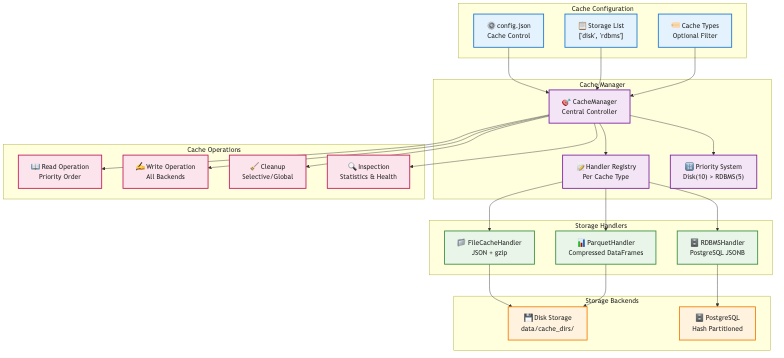 Cache Configuration
config.json
Cache Control
Storage List
['disk', 'rdbms']
Cache Types
Optional Filter
Cache Manager
CacheManager
Central Controller
Cache Operations
Read Operation
Priority Order
Write Operation
All Backends
Cleanup
Selective/Global
Inspection
Statistics & Health
Handler Registry
Per Cache Type
Priority System
Disk(10) > RDBMS(5)
Storage Handlers
FileCacheHandler
JSON + gzip
ParquetHandler
Compressed DataFrames
RDBMSHandler
PostgreSQL JSONB
Storage Backends
Disk Storage
data/cache_dirs/
PostgreSQL
Hash Partitioned